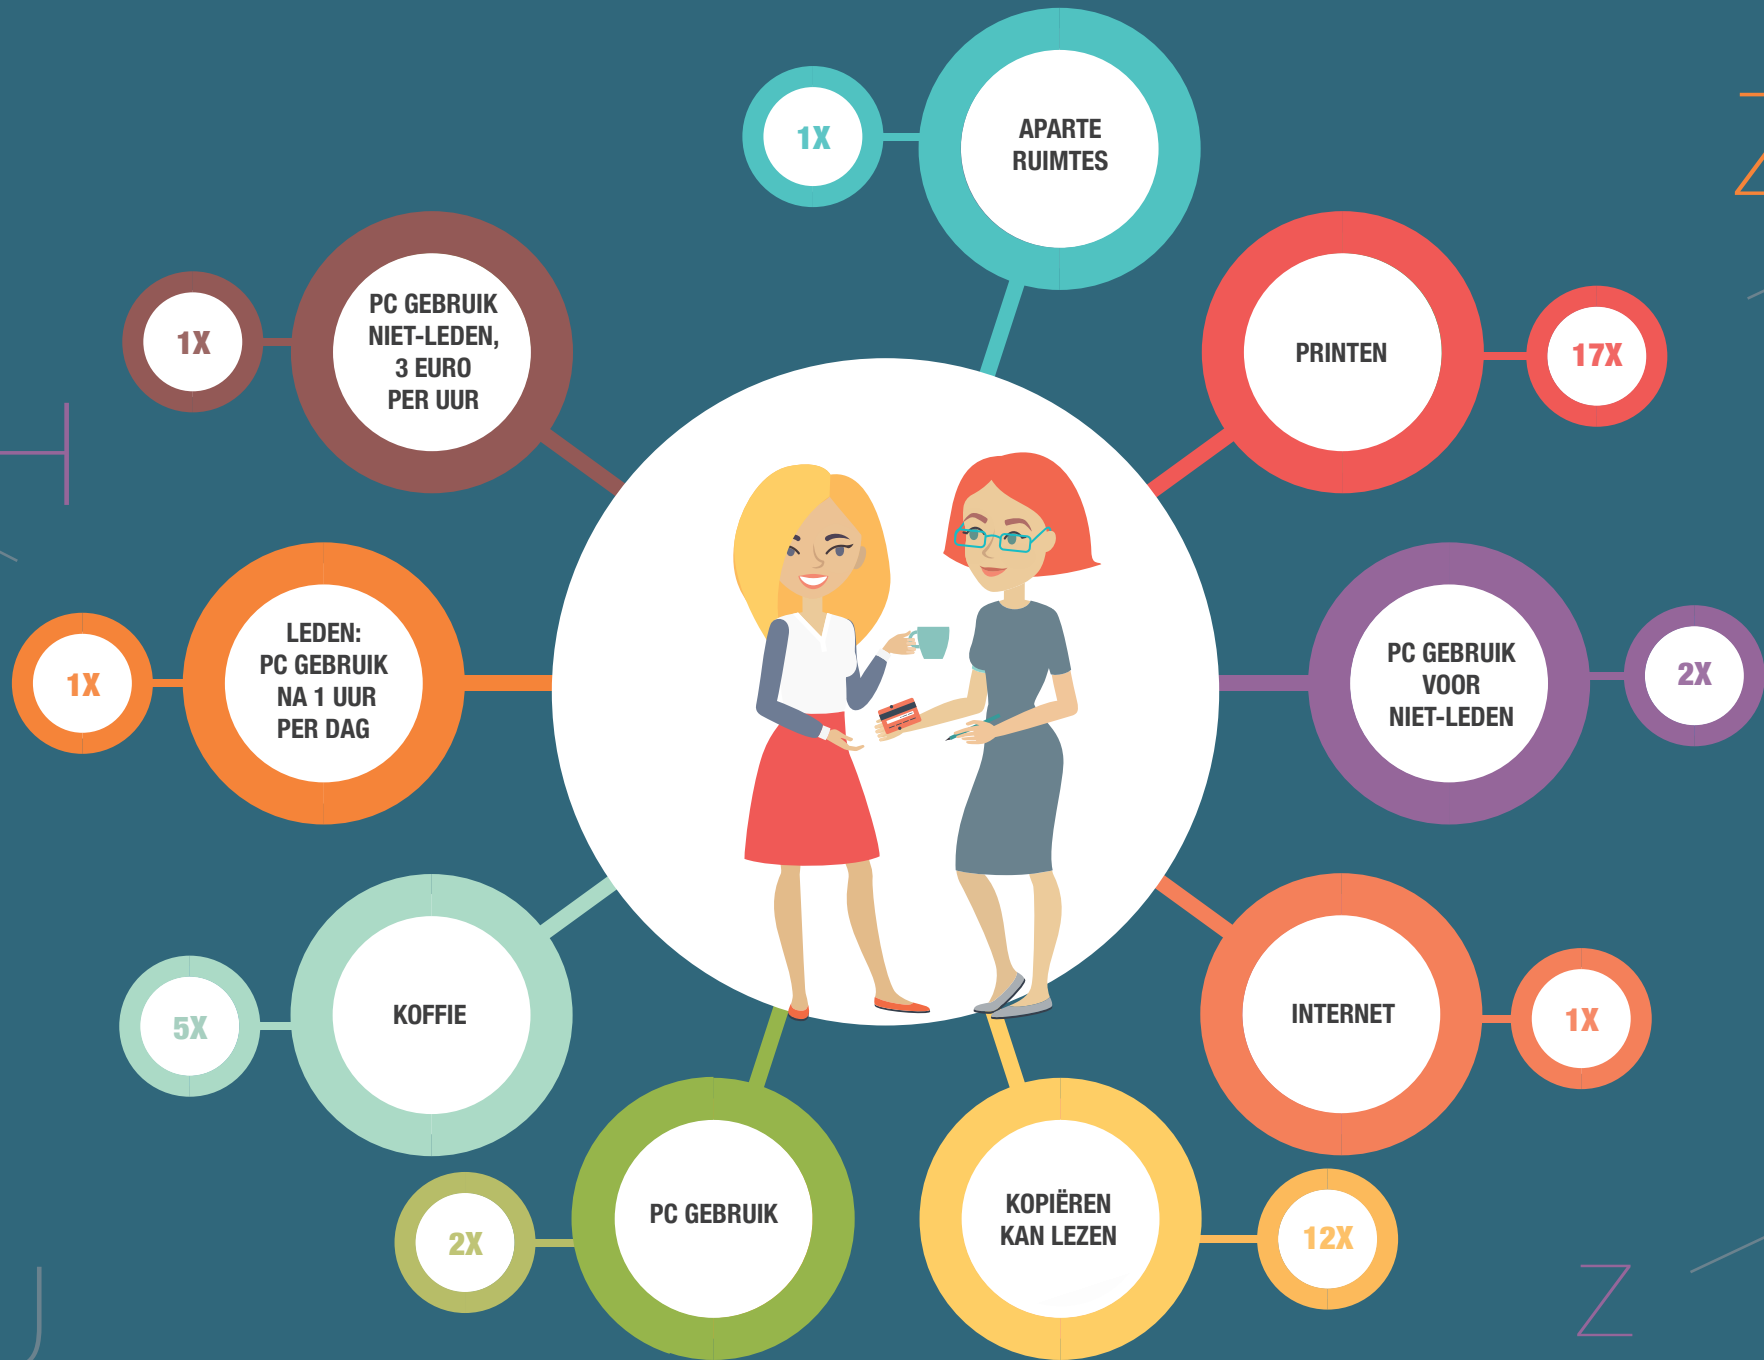 1X
APARTE
RUIMTES
PC GEBRUIK
NIET-LEDEN,
3 EURO
PER UUR
1X
PRINTEN
17X
LEDEN:
PC GEBRUIK
NA 1 UUR
PER DAG
1X
PC GEBRUIK
VOOR
NIET-LEDEN
2X
KOFFIE
5X
INTERNET
1X
PC GEBRUIK
2X
KOPIËREN
KAN LEZEN
12X
Z
Z